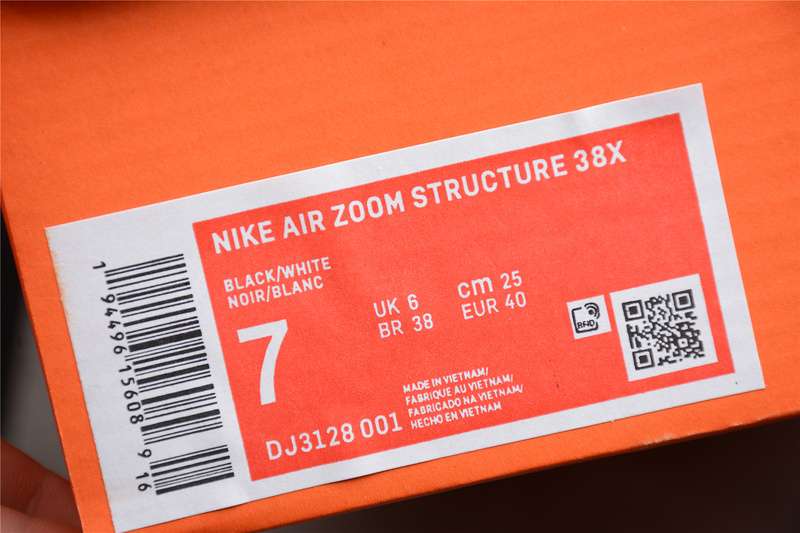 NIKE AIR ZOOM STRUCTURE 38X
BLACK/WHITE
NOIR/BLANC
7
UK 6
BR 38
cm 25
EUR 40
RFID
DJ3128 001
MADE IN VIETNAM/
FABRIQUE AU VIETNAM/
FABRICADO NA VIETNAM/
HECHO EN VIETNAM
1 94496 15608 9 16